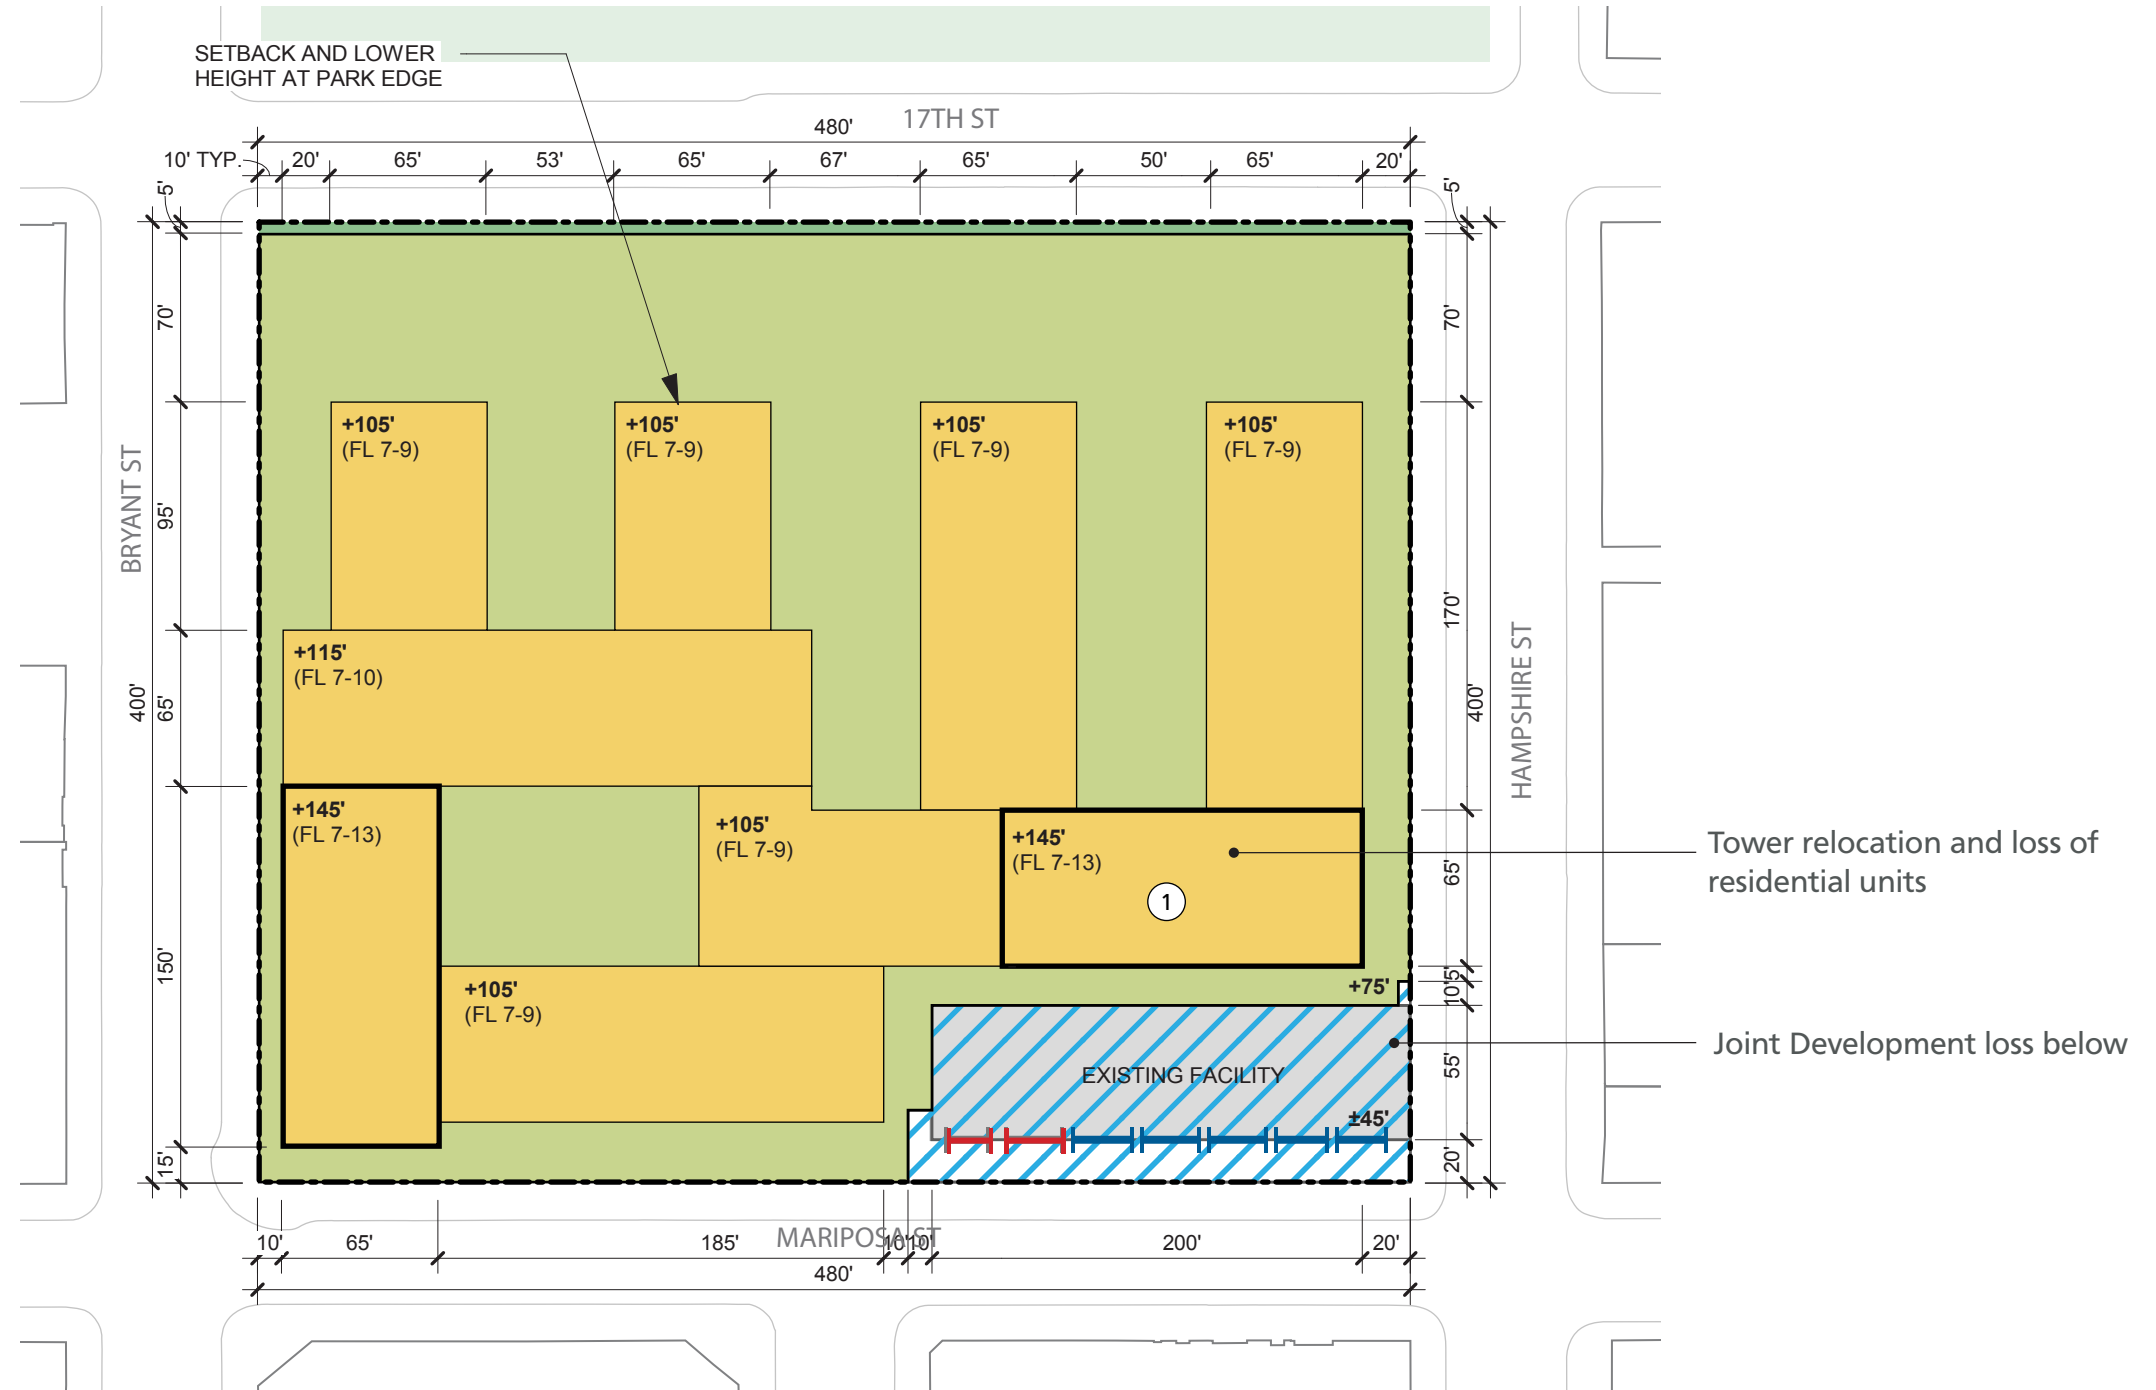 SETBACK AND LOWER
HEIGHT AT PARK EDGE
17TH ST
480'
10' TYP.
20'
65'
53'
65'
67'
65'
50'
65'
20'
5'
70'
95'
65'
150'
15'
400'
BRYANT ST
5'
70'
170'
65'
5'
10'
55'
20'
400'
HAMPSHIRE ST
+105'
(FL 7-9)
+105'
(FL 7-9)
+105'
(FL 7-9)
+105'
(FL 7-9)
+115'
(FL 7-10)
+145'
(FL 7-13)
+105'
(FL 7-9)
+145'
(FL 7-13)
1
Tower relocation and loss of
residential units
+105'
(FL 7-9)
+75'
Joint Development loss below
EXISTING FACILITY
±45'
MARIPOSA ST
10'
65'
185'
10'
10'
200'
20'
480'